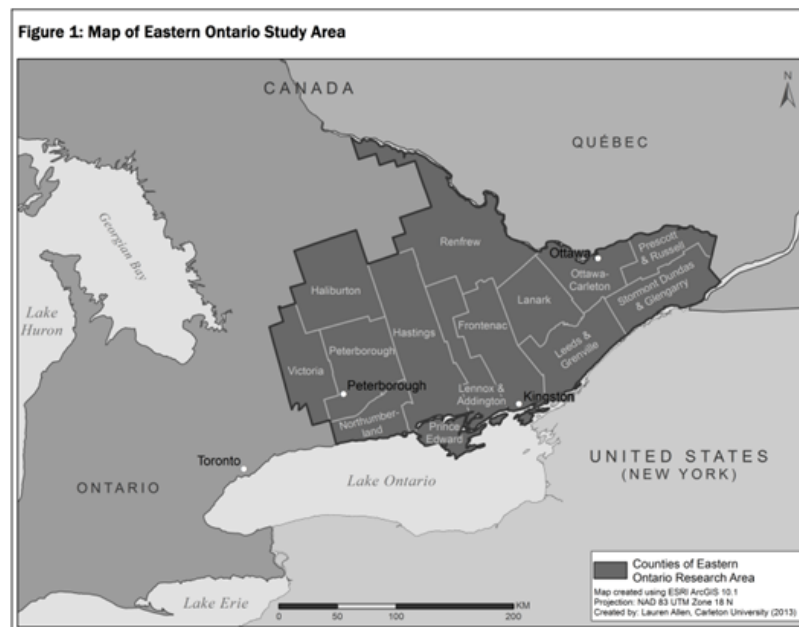 Figure 1: Map of Eastern Ontario Study Area
CANADA
N
QUÉBEC
Georgian Bay
Renfrew
Ottawa
Prescott
& Russell
Ottawa-
Carleton
Stormont Dundas
& Glengarry
Haliburton
Lanark
Lake
Huron
Hastings
Frontenac
Peterborough
Leeds &
Grenville
Victoria
Peterborough
Lennox &
Addington
Kingston
Northumber-
land
Prince
Edward
Toronto
UNITED STATES
(NEW YORK)
Lake Ontario
ONTARIO
Counties of Eastern
Ontario Research Area
Map created using ESRI ArcGIS 10.1
Projection: NAD 83 UTM Zone 18 N
Created by: Lauren Allen, Carleton University (2013)
Lake Erie
KM
0 50 100 200